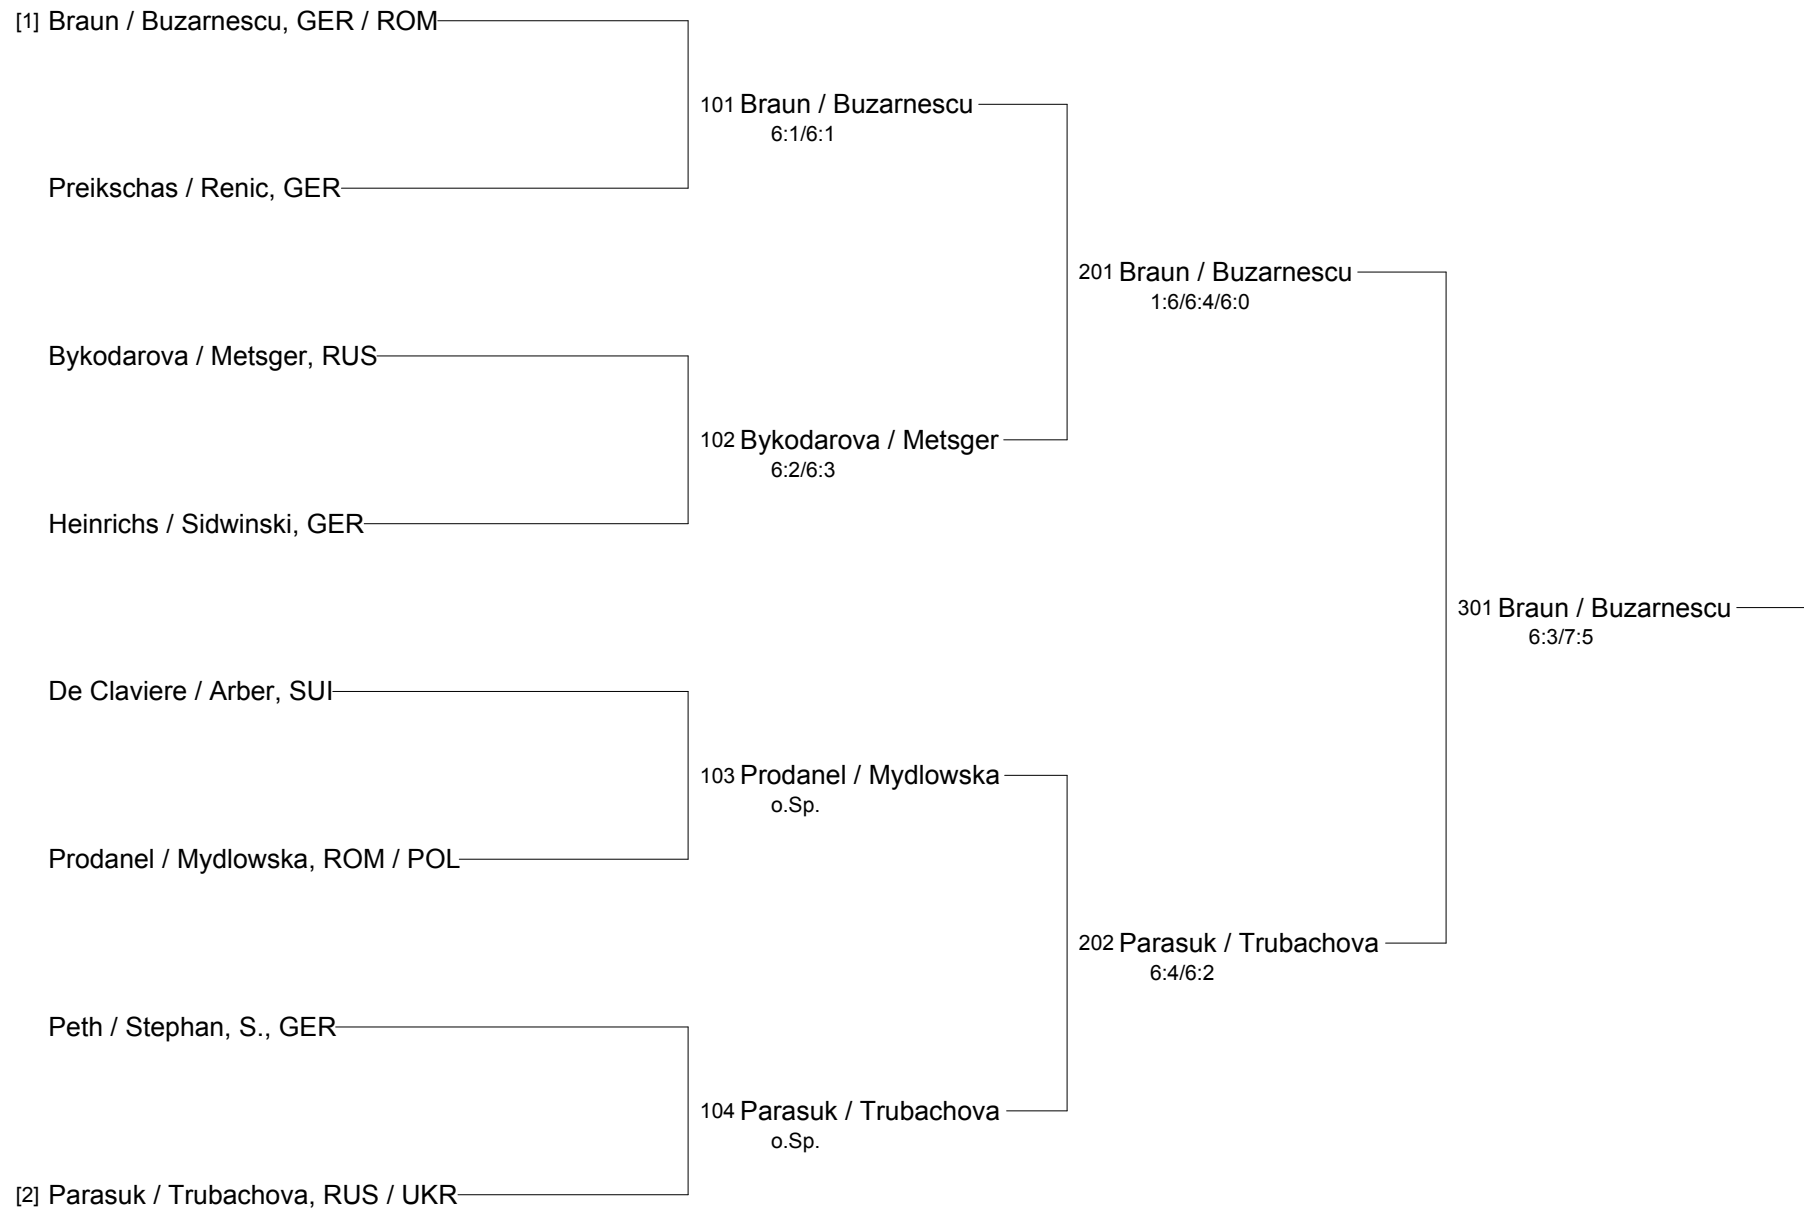 [1] Braun / Buzarnescu, GER / ROM
101 Braun / Buzarnescu
6:1/6:1
Preikschas / Renic, GER
201 Braun / Buzarnescu
1:6/6:4/6:0
Bykodarova / Metsger, RUS
102 Bykodarova / Metsger
6:2/6:3
Heinrichs / Sidwinski, GER
301 Braun / Buzarnescu
6:3/7:5
De Claviere / Arber, SUI
103 Prodanel / Mydlowska
o.Sp.
Prodanel / Mydlowska, ROM / POL
202 Parasuk / Trubachova
6:4/6:2
Peth / Stephan, S., GER
104 Parasuk / Trubachova
o.Sp.
[2] Parasuk / Trubachova, RUS / UKR